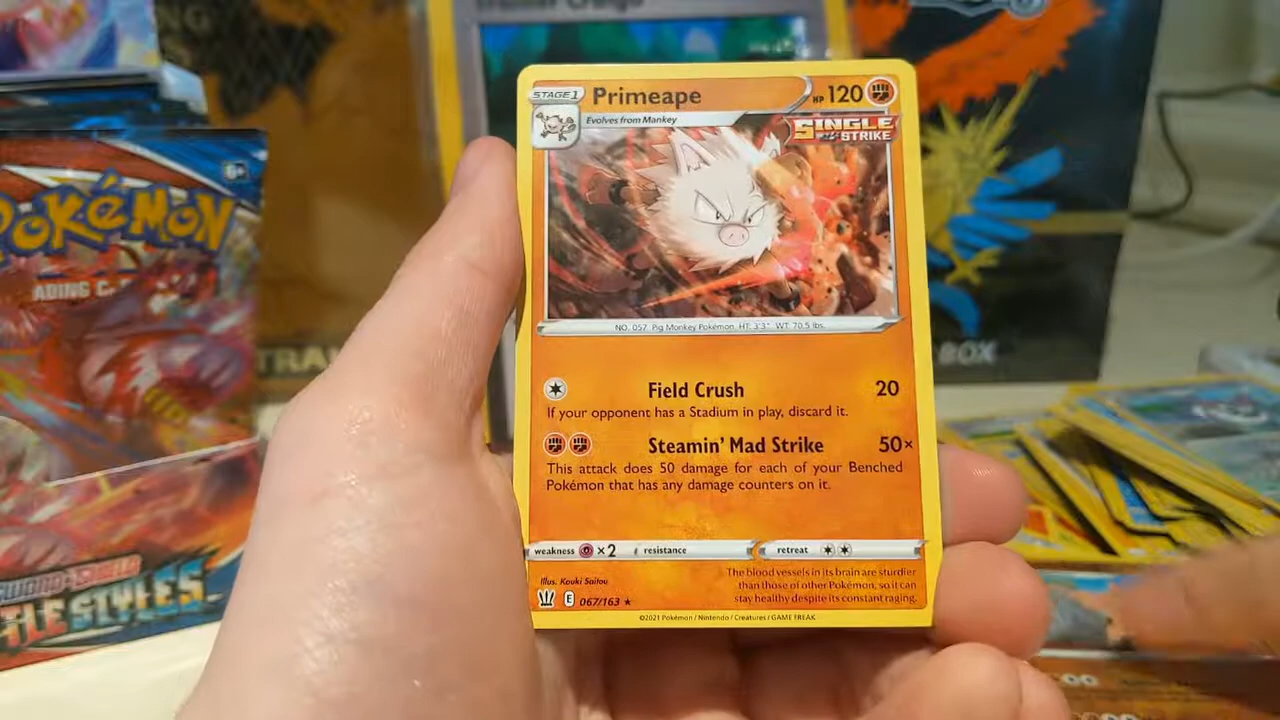 STAGE 1
Primeape
HP 120
Evolves from Mankey
SINGLE
STRIKE
NO. 057 Pig Monkey Pokémon HT: 3'3" WT: 70.5 lbs.
Field Crush 20
If your opponent has a Stadium in play, discard it.
Steamin' Mad Strike 50×
This attack does 50 damage for each of your Benched
Pokémon that has any damage counters on it.
weakness ×2 resistance retreat
Illus. Kouki Saitou
The blood vessels in its brain are sturdier
than those of other Pokémon, so it can
stay healthy despite its constant raging.
E 067/163 ★
©2021 Pokémon / Nintendo / Creatures / GAME FREAK
POKéMON
BOX